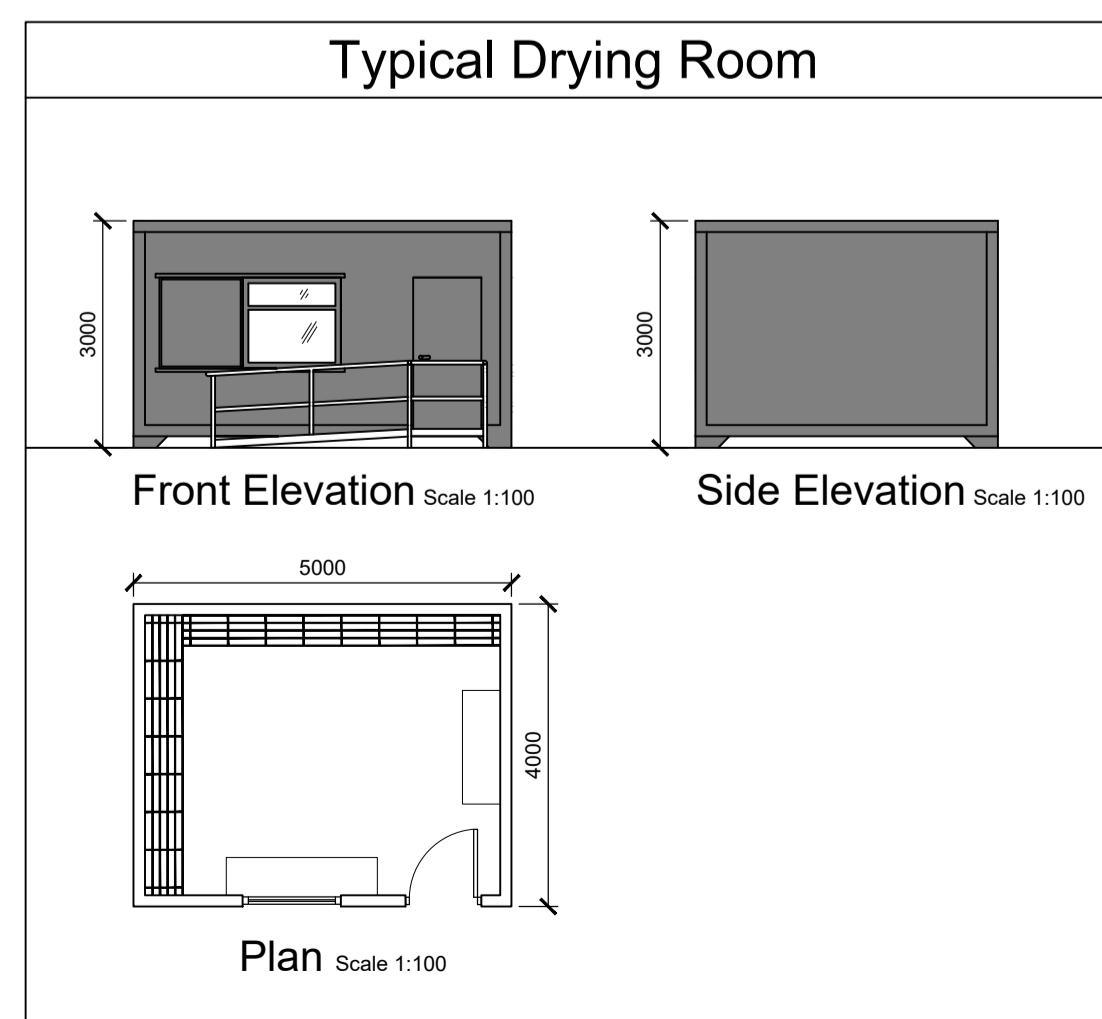 Typical Drying Room
3000
3000
Front Elevation Scale 1:100
Side Elevation Scale 1:100
5000
4000
Plan Scale 1:100